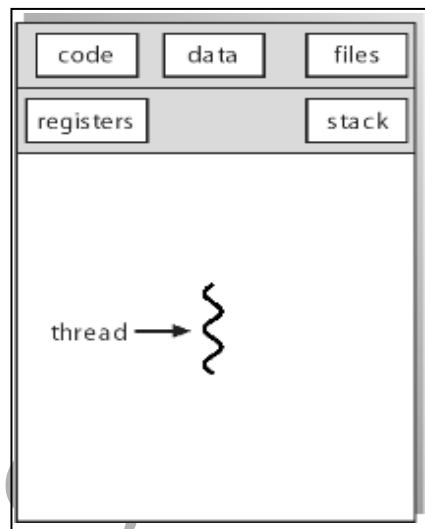 code data files
registers stack
thread